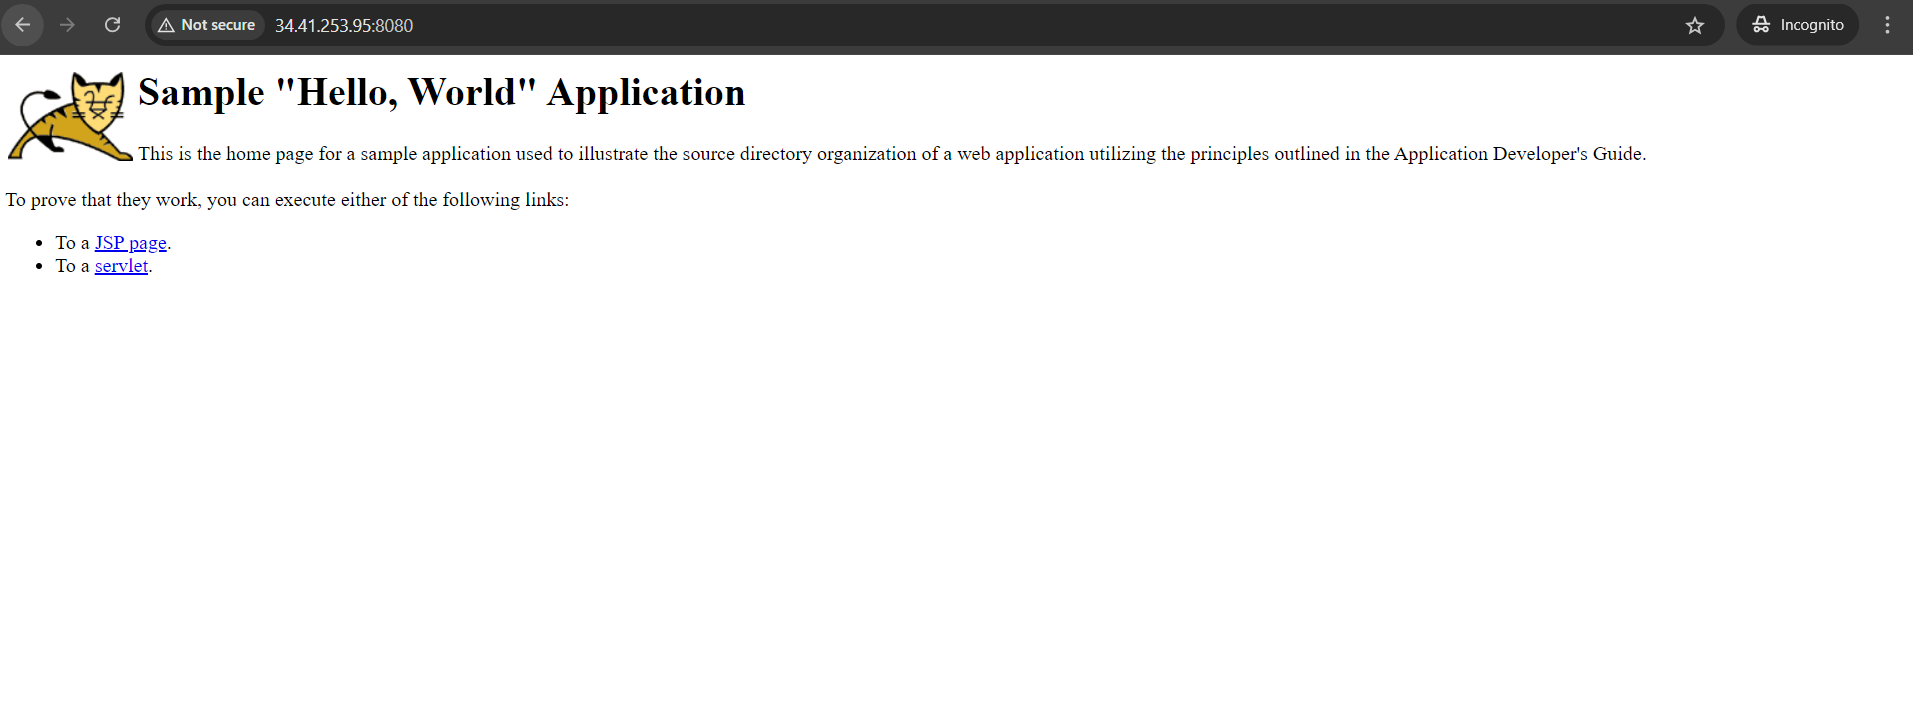 Not secure 34.41.253.95:8080 Incognito
Sample "Hello, World" Application
This is the home page for a sample application used to illustrate the source directory organization of a web application utilizing the principles outlined in the Application Developer's Guide.
To prove that they work, you can execute either of the following links:
• To a JSP page.
• To a servlet.